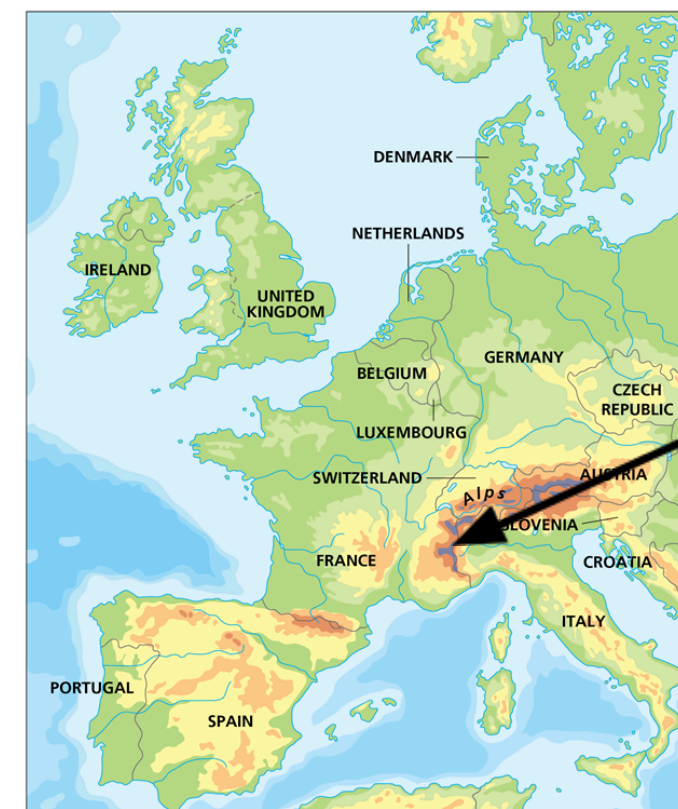 DENMARK
NETHERLANDS
IRELAND
UNITED
KINGDOM
GERMANY
BELGIUM
CZECH
REPUBLIC
LUXEMBOURG
SWITZERLAND
AUSTRIA
Alps
SLOVENIA
FRANCE
CROATIA
ITALY
PORTUGAL
SPAIN